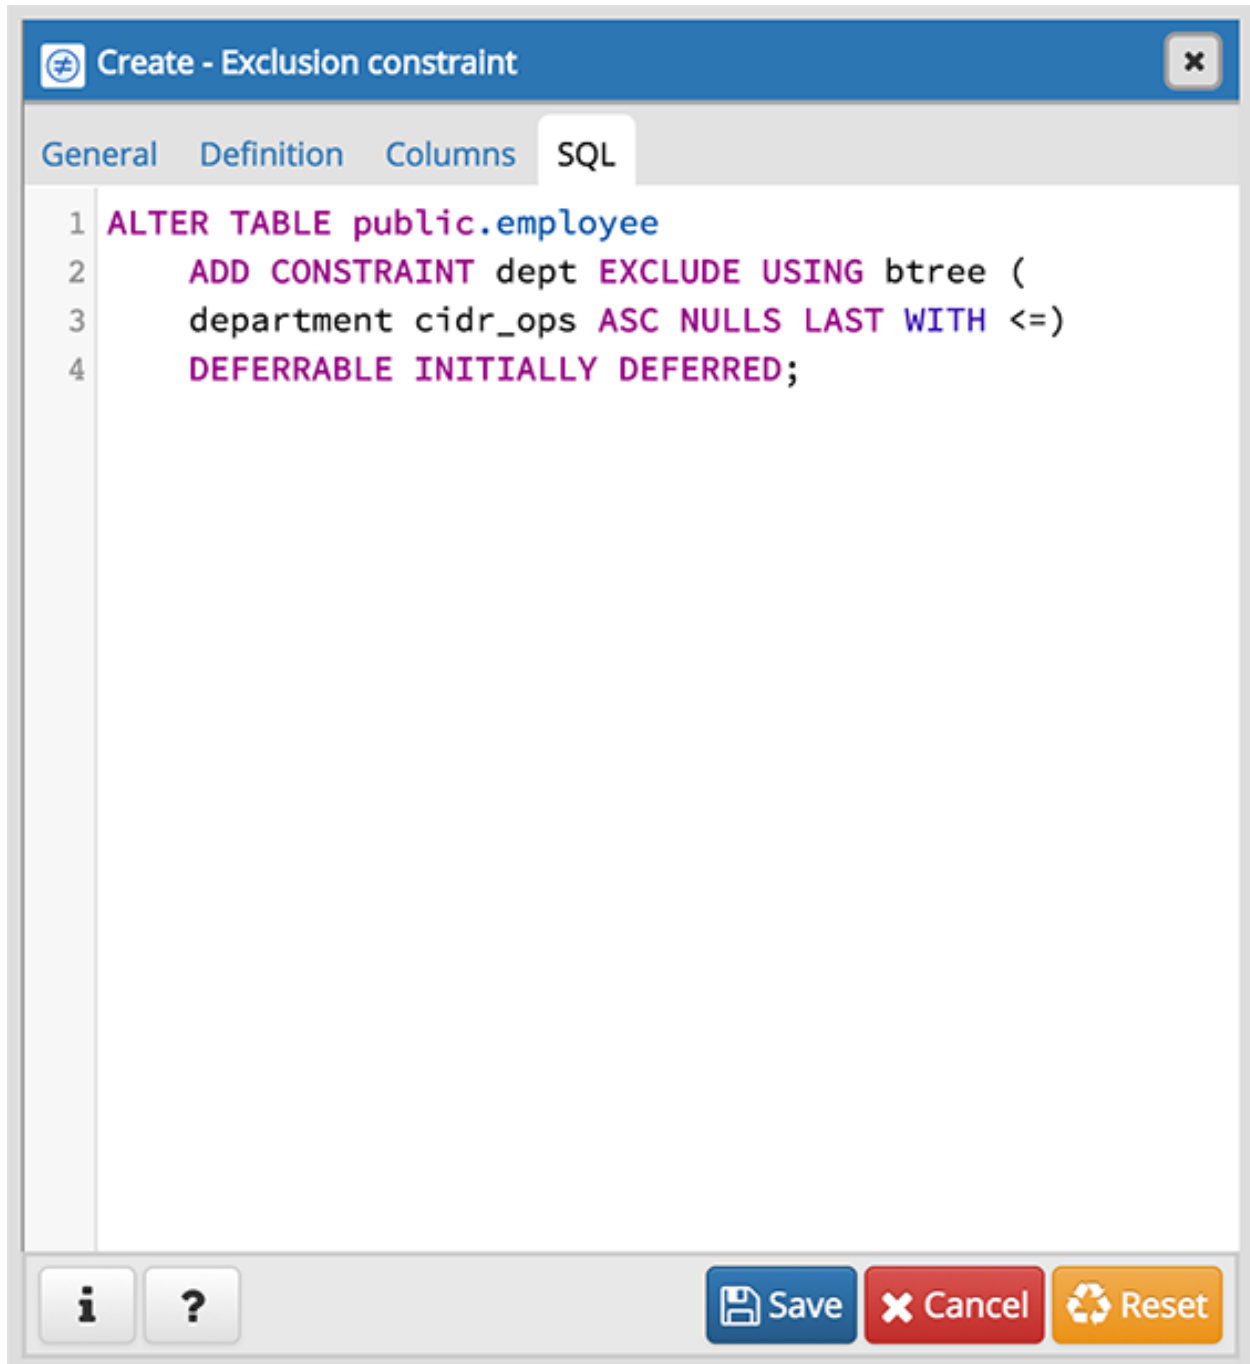 Create - Exclusion constraint
General Definition Columns SQL
1 ALTER TABLE public.employee
2 ADD CONSTRAINT dept EXCLUDE USING btree (
3 department cidr_ops ASC NULLS LAST WITH <=)
4 DEFERRABLE INITIALLY DEFERRED;
i ? Save Cancel Reset